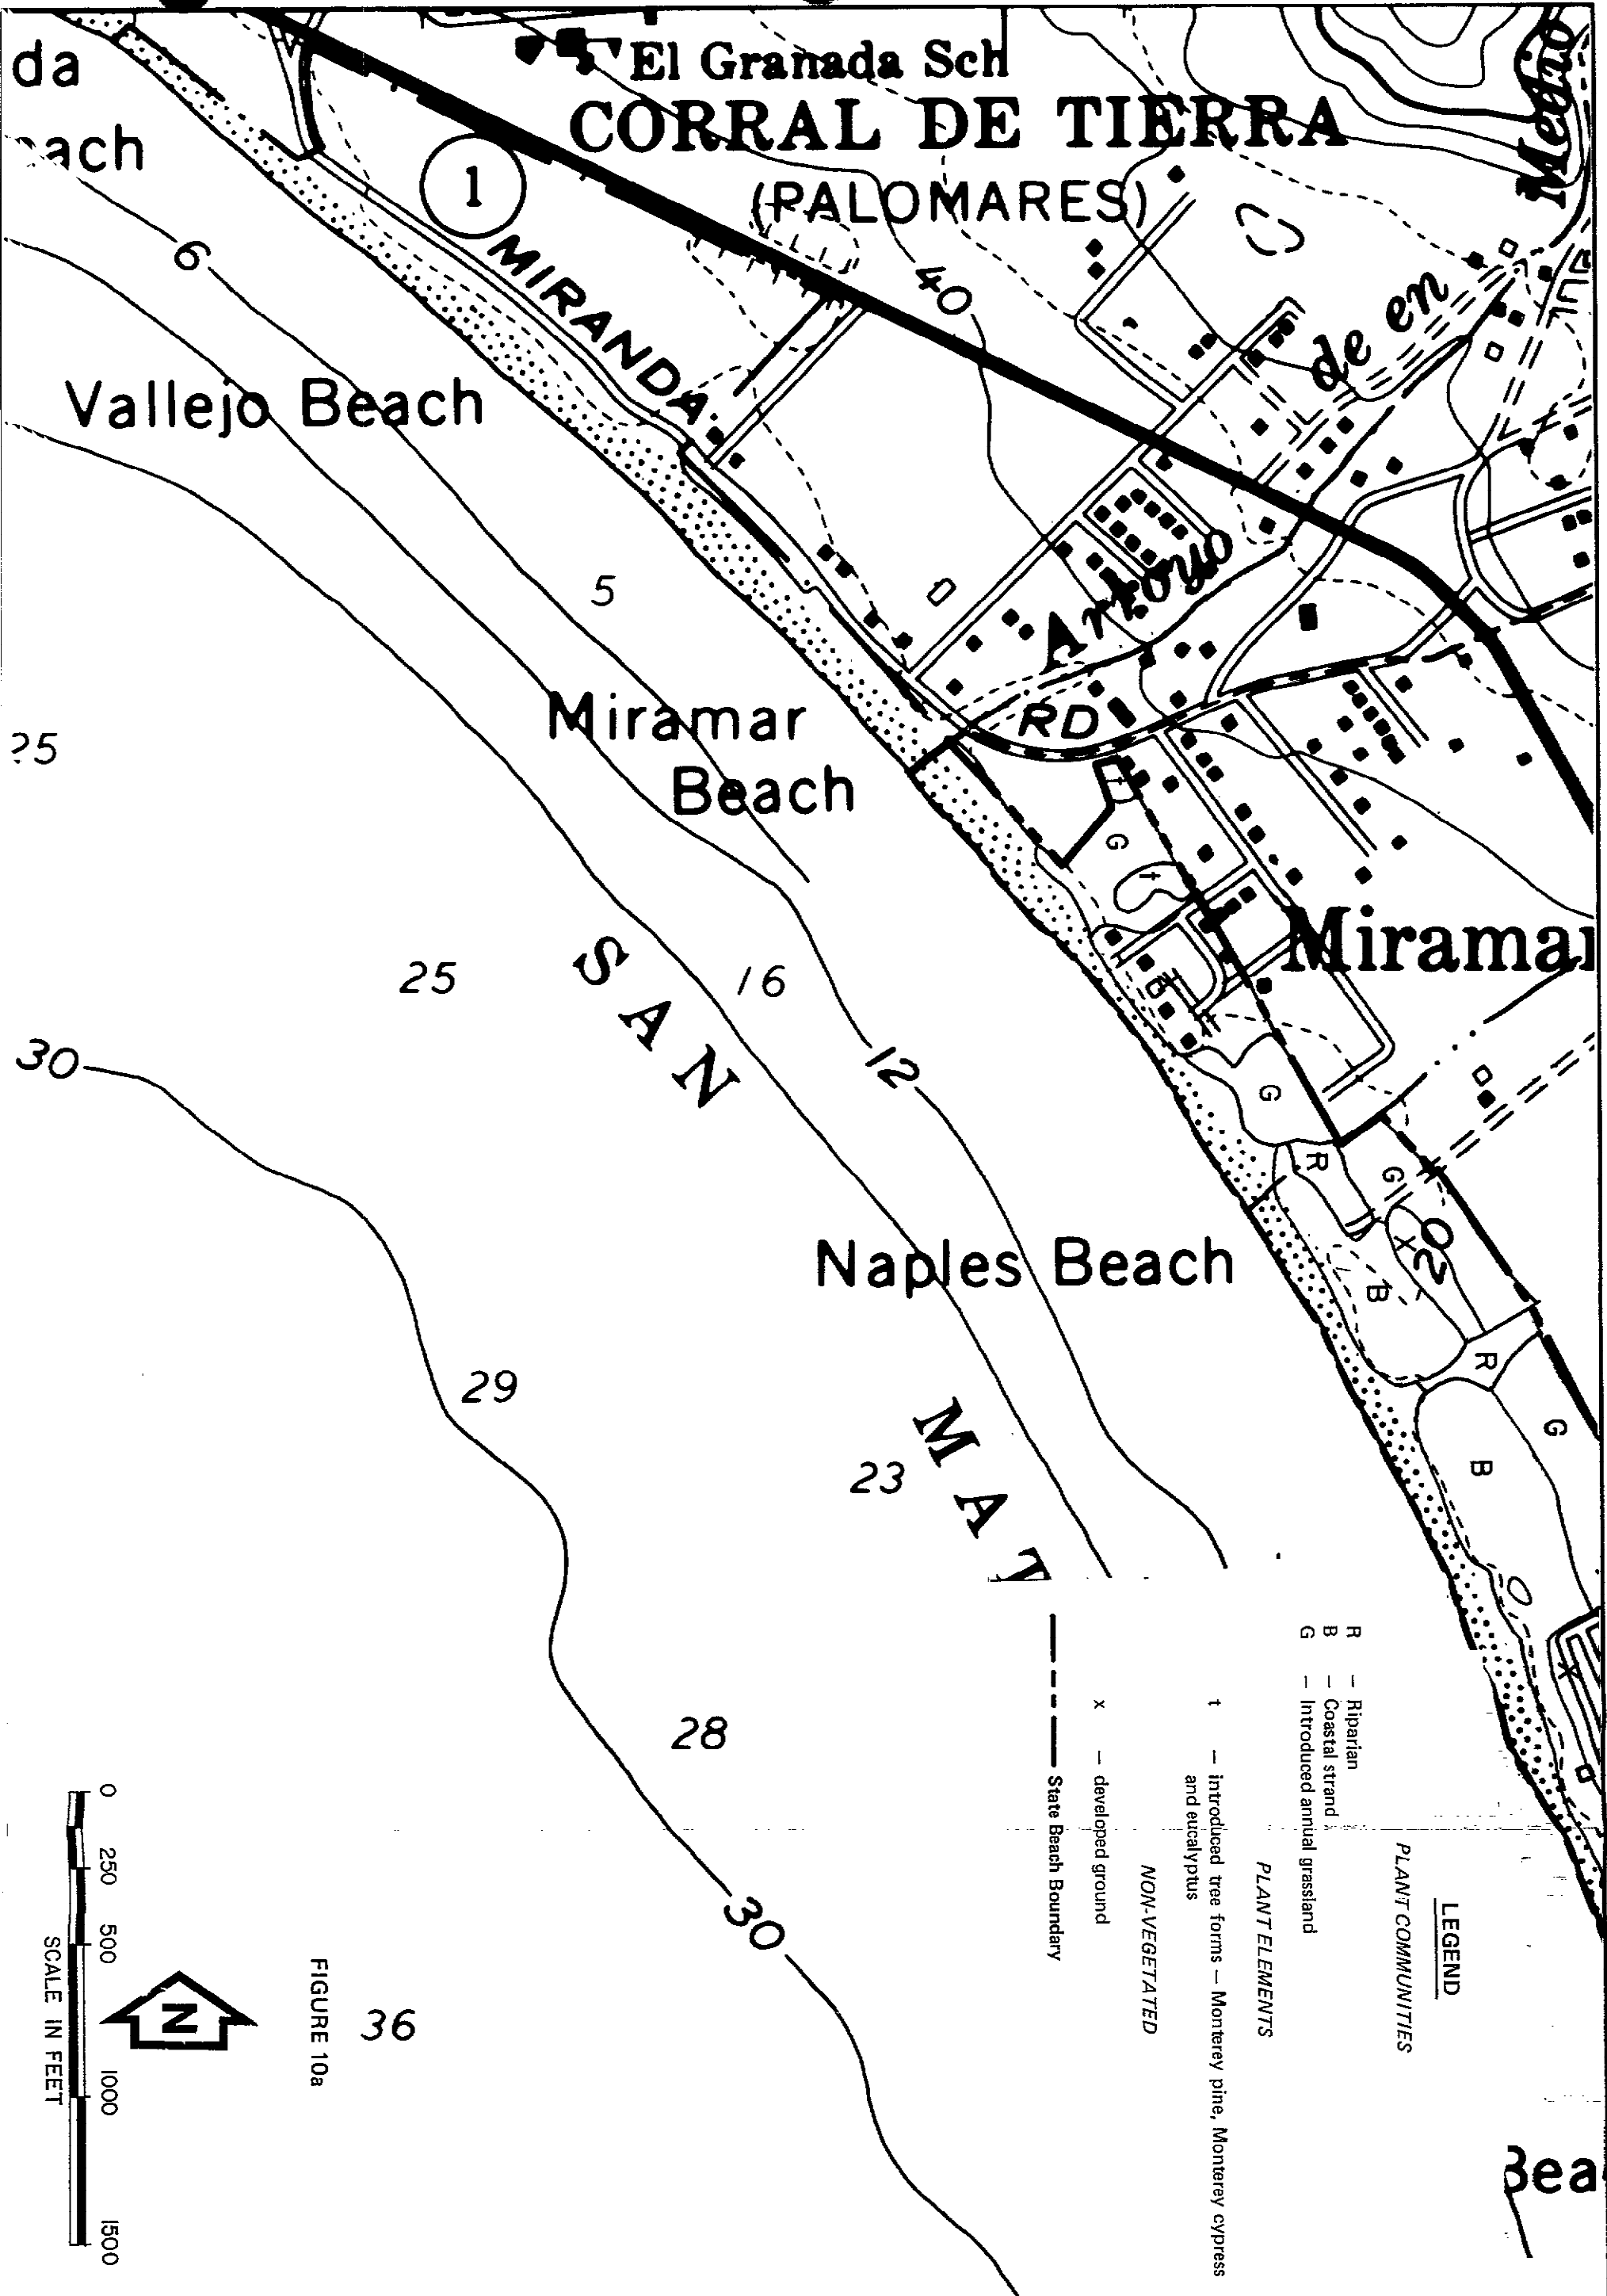 El Granada Sch
da
CORRAL DE TIERRA
Medio
ach
1
(PALOMARES)
6
MIRANDA
40
de en
Vallejo Beach
Arroyo
5
Miramar
Beach
RD
25
G
t
Miramar
25
SAN
16
30
12
G
R
G
X
20
Naples Beach
B
R
29
G
B
23
MAT
X
28
30
36
Bea
LEGEND
PLANT COMMUNITIES
R – Riparian
B – Coastal strand
G – Introduced annual grassland
PLANT ELEMENTS
t – introduced tree forms – Monterey pine, Monterey cypress
and eucalyptus
NON-VEGETATED
x – developed ground
State Beach Boundary
FIGURE 10a
N
0 250 500 1000 1500
SCALE IN FEET